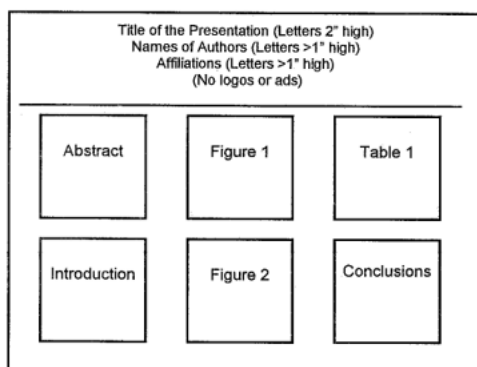 Title of the Presentation (Letters 2" high)
Names of Authors (Letters >1" high)
Affiliations (Letters >1" high)
(No logos or ads)
Abstract
Figure 1
Table 1
Introduction
Figure 2
Conclusions